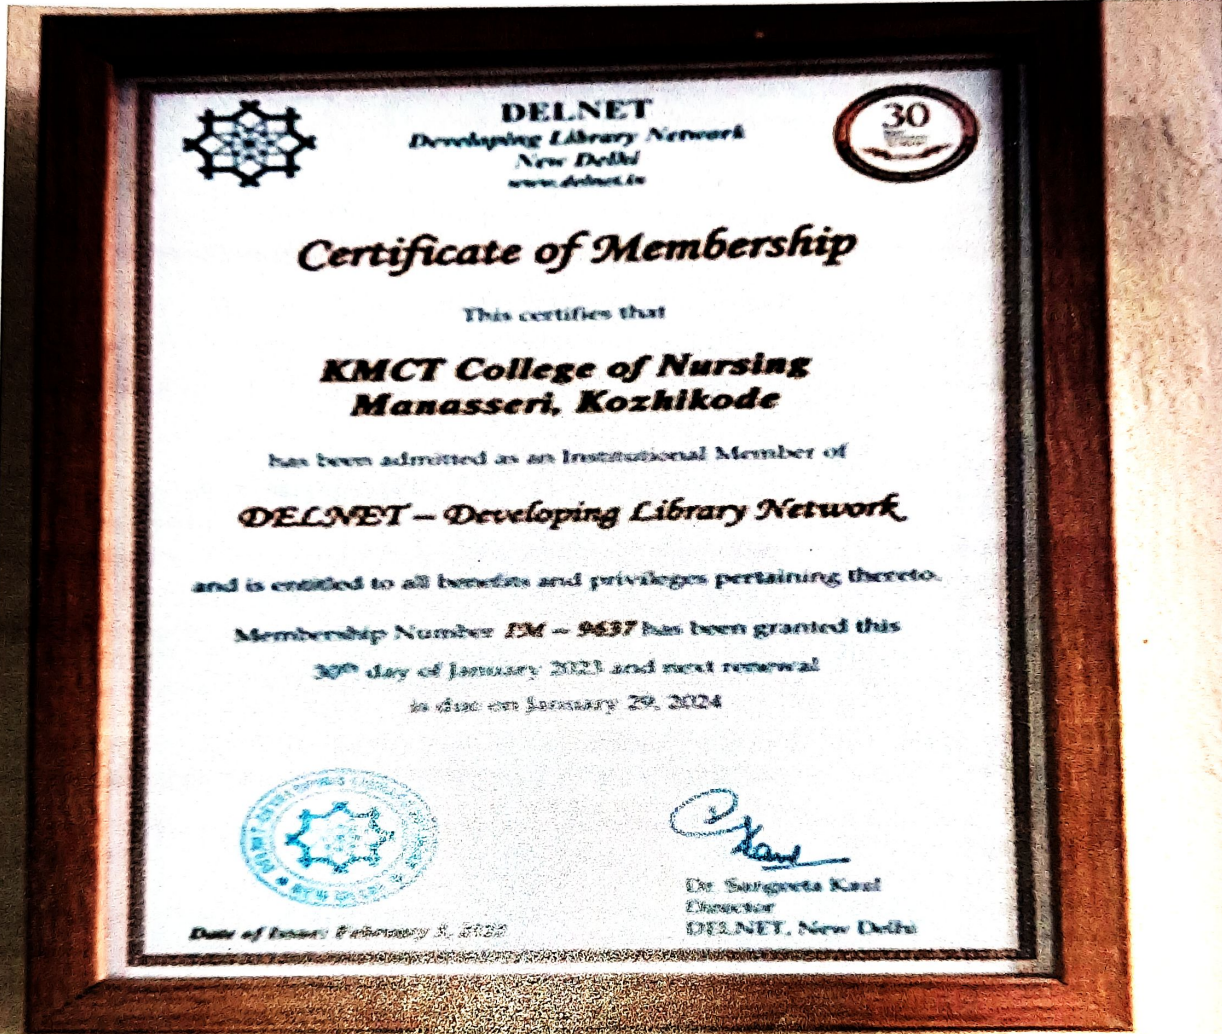 DELNET
Developing Library Network
New Delhi
www.delnet.in
30
Certificate of Membership
This certifies that
KMCT College of Nursing
Manasseri, Kozhikode
has been admitted as an Institutional Member of
DELNET – Developing Library Network
and is entitled to all benefits and privileges pertaining thereto.
Membership Number IM – 9637 has been granted this
30th day of January 2023 and next renewal
is due on January 29, 2024
Dr. Sangeeta Kaul
Director
DELNET, New Delhi
Date of Issue: February